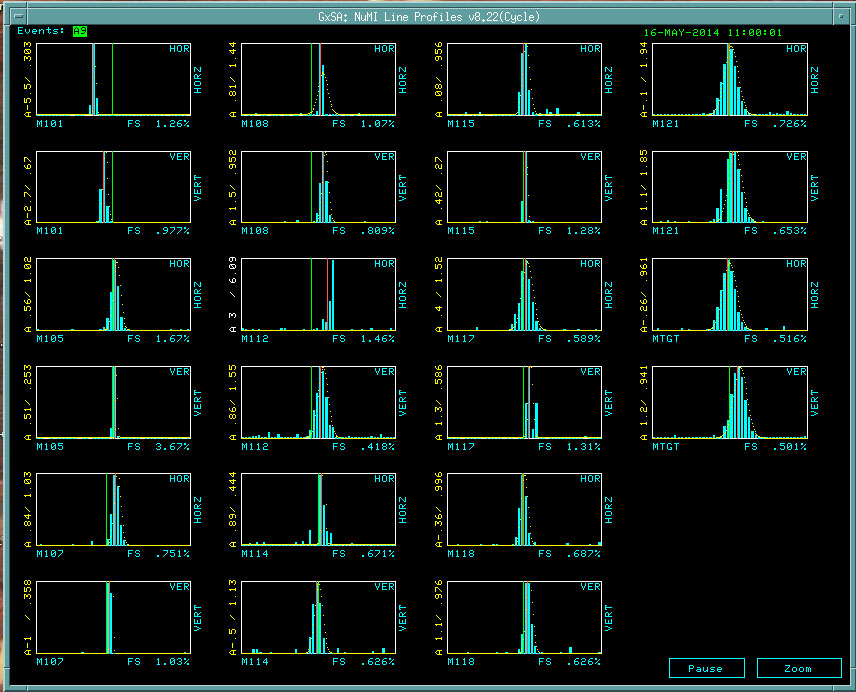 GxSA: NuMI Line Profiles v8.22(Cycle)
Events: A9
16-MAY-2014 11:00:01
A-5.5/ .303 HOR HORZ
M101 FS 1.26%
A .81/ 1.44 HOR HORZ
M108 FS 1.07%
A .08/ .956 HOR HORZ
M115 FS .613%
A-.1 / 1.94 HOR HORZ
M121 FS .726%
A-2.7/ .67 VER VERT
M101 FS .977%
A 1.5/ .952 VER VERT
M108 FS .809%
A .42/ .27 VER VERT
M115 FS 1.28%
A 1.1/ 1.85 VER VERT
M121 FS .653%
A .56/ 1.02 HOR HORZ
M105 FS 1.67%
A 3 / 6.09 HOR HORZ
M112 FS 1.46%
A .4 / 1.52 HOR HORZ
M117 FS .589%
A-.26/ .961 HOR HORZ
MTGT FS .516%
A .51/ .253 VER VERT
M105 FS 3.67%
A .86/ 1.55 VER VERT
M112 FS .418%
A 1.3/ .586 VER VERT
M117 FS 1.31%
A 1.2/ .941 VER VERT
MTGT FS .501%
A .84/ 1.03 HOR HORZ
M107 FS .751%
A .89/ .444 HOR HORZ
M114 FS .671%
A-.36/ .996 HOR HORZ
M118 FS .687%
A-1 / .358 VER VERT
M107 FS 1.03%
A-.5 / 1.13 VER VERT
M114 FS .626%
A 1.1/ .926 VER VERT
M118 FS .626%
Pause Zoom